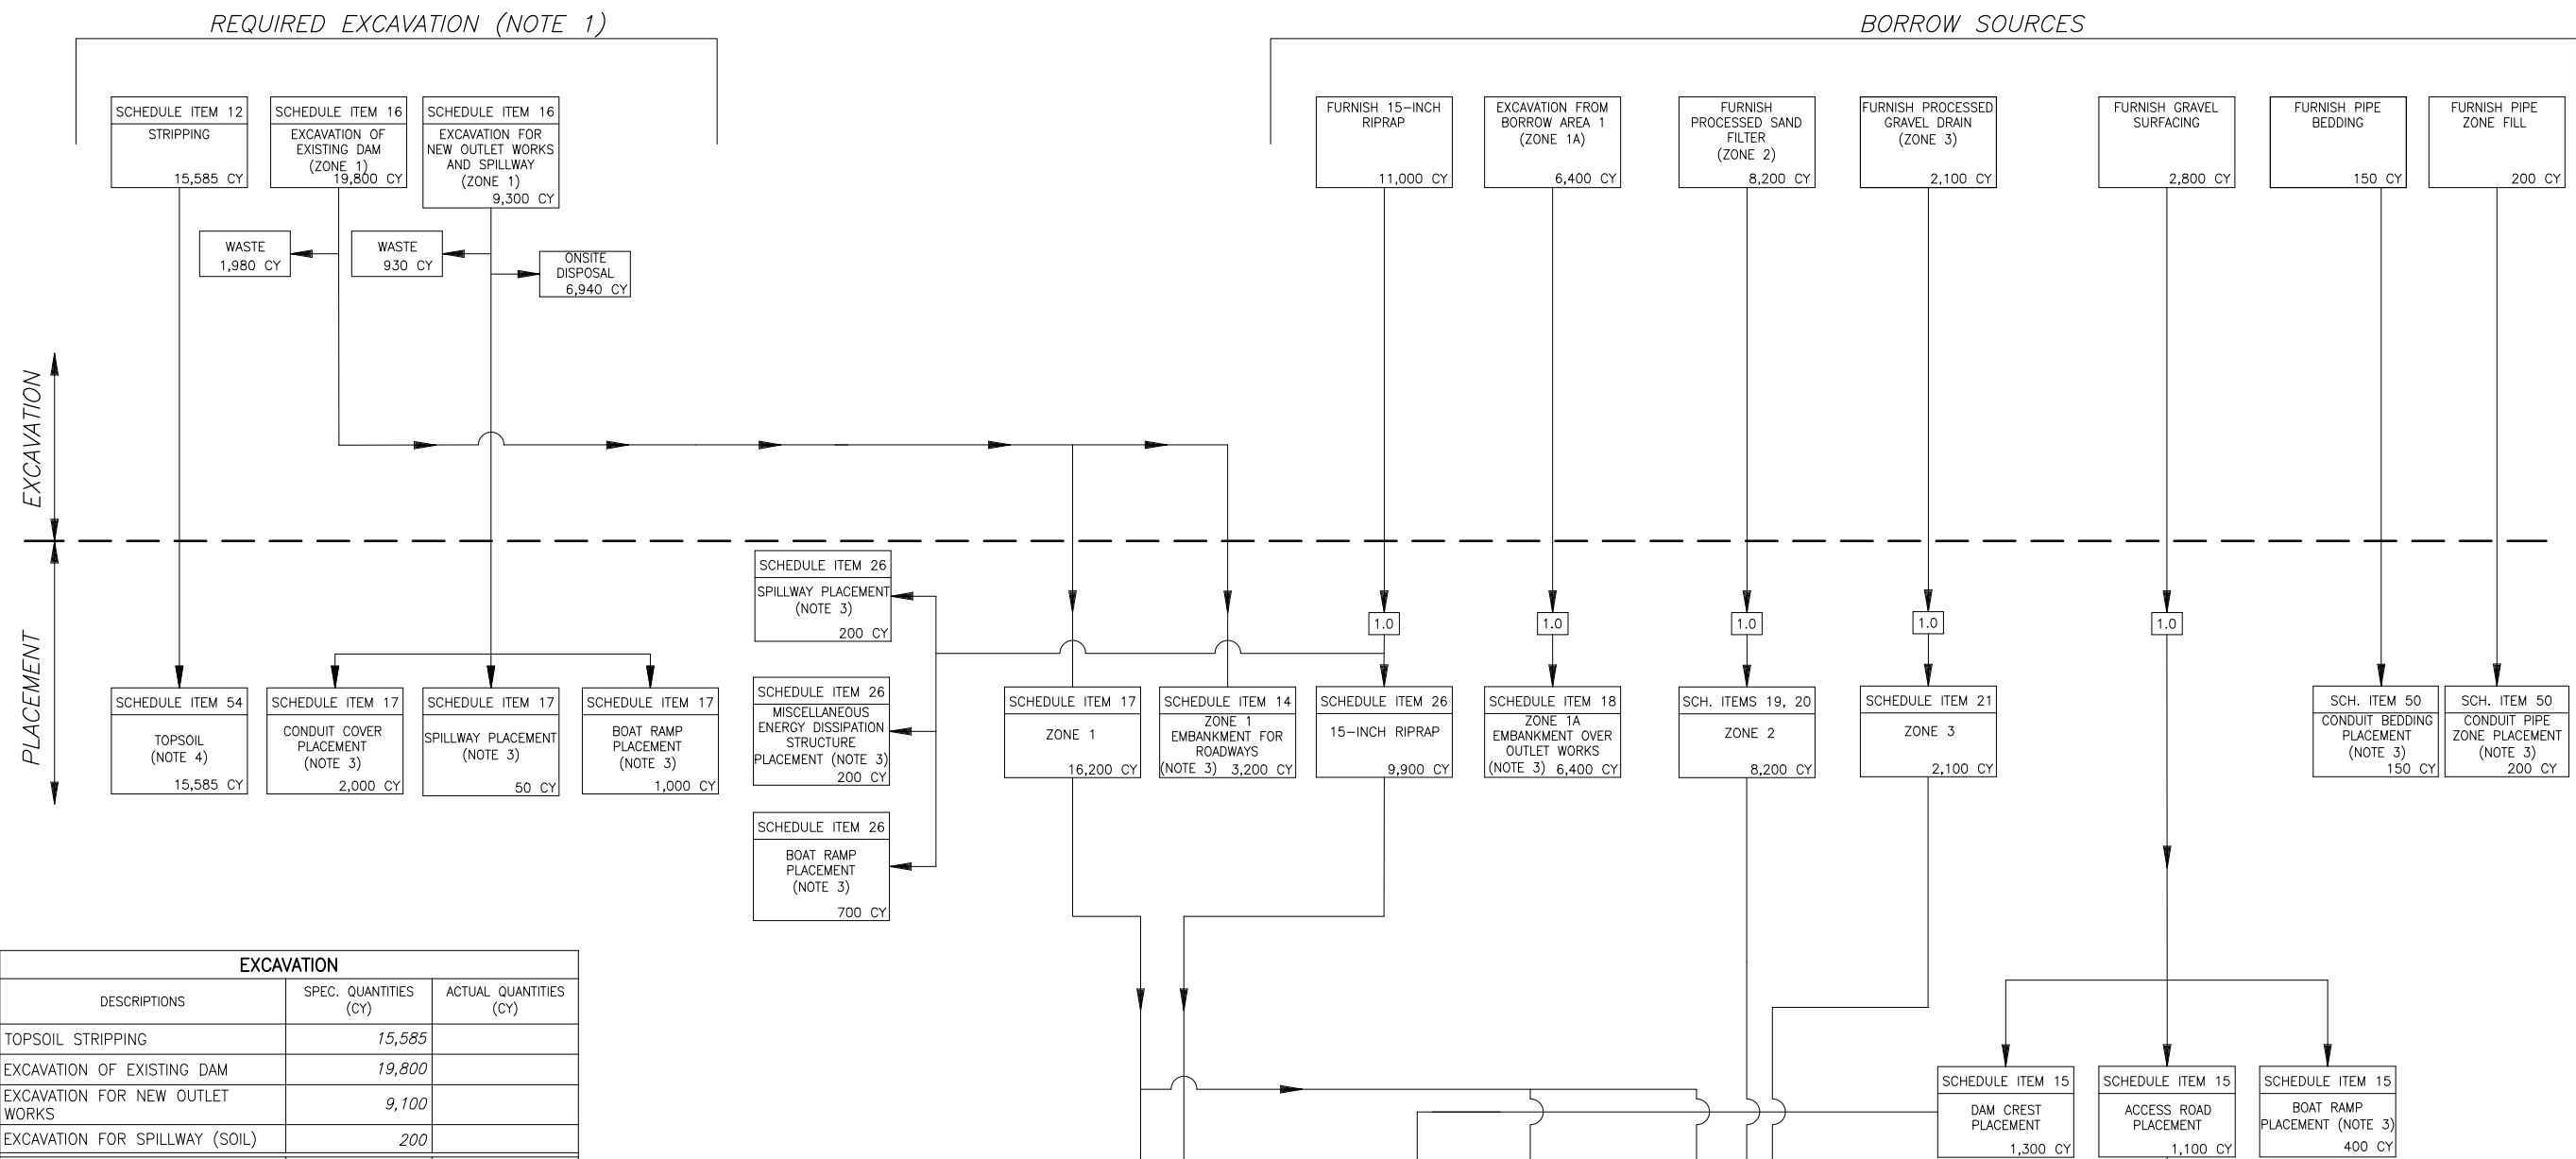 REQUIRED EXCAVATION (NOTE 1)
BORROW SOURCES
SCHEDULE ITEM 12
STRIPPING
15,585 CY
SCHEDULE ITEM 16
EXCAVATION OF
EXISTING DAM
(ZONE 1)
19,800 CY
SCHEDULE ITEM 16
EXCAVATION FOR
NEW OUTLET WORKS
AND SPILLWAY
(ZONE 1)
9,300 CY
FURNISH 15-INCH
RIPRAP
11,000 CY
EXCAVATION FROM
BORROW AREA 1
(ZONE 1A)
6,400 CY
FURNISH
PROCESSED SAND
FILTER
(ZONE 2)
8,200 CY
FURNISH PROCESSED
GRAVEL DRAIN
(ZONE 3)
2,100 CY
FURNISH GRAVEL
SURFACING
2,800 CY
FURNISH PIPE
BEDDING
150 CY
FURNISH PIPE
ZONE FILL
200 CY
WASTE
1,980 CY
WASTE
930 CY
ONSITE
DISPOSAL
6,940 CY
EXCAVATION
PLACEMENT
SCHEDULE ITEM 26
SPILLWAY PLACEMENT
(NOTE 3)
200 CY
1.0
1.0
1.0
1.0
1.0
SCHEDULE ITEM 54
TOPSOIL
(NOTE 4)
15,585 CY
SCHEDULE ITEM 17
CONDUIT COVER
PLACEMENT
(NOTE 3)
2,000 CY
SCHEDULE ITEM 17
SPILLWAY PLACEMENT
(NOTE 3)
50 CY
SCHEDULE ITEM 17
BOAT RAMP
PLACEMENT
(NOTE 3)
1,000 CY
SCHEDULE ITEM 26
MISCELLANEOUS
ENERGY DISSIPATION
STRUCTURE
PLACEMENT (NOTE 3)
200 CY
SCHEDULE ITEM 17
ZONE 1
16,200 CY
SCHEDULE ITEM 14
ZONE 1
EMBANKMENT FOR
ROADWAYS
(NOTE 3) 3,200 CY
SCHEDULE ITEM 26
15-INCH RIPRAP
9,900 CY
SCHEDULE ITEM 18
ZONE 1A
EMBANKMENT OVER
OUTLET WORKS
(NOTE 3) 6,400 CY
SCH. ITEMS 19, 20
ZONE 2
8,200 CY
SCHEDULE ITEM 21
ZONE 3
2,100 CY
SCH. ITEM 50
CONDUIT BEDDING
PLACEMENT
(NOTE 3)
150 CY
SCH. ITEM 50
CONDUIT PIPE
ZONE PLACEMENT
(NOTE 3)
200 CY
SCHEDULE ITEM 26
BOAT RAMP
PLACEMENT
(NOTE 3)
700 CY
EXCAVATION
DESCRIPTIONS
SPEC. QUANTITIES
(CY)
ACTUAL QUANTITIES
(CY)
TOPSOIL STRIPPING
15,585
EXCAVATION OF EXISTING DAM
19,800
EXCAVATION FOR NEW OUTLET
WORKS
9,100
EXCAVATION FOR SPILLWAY (SOIL)
200
SCHEDULE ITEM 15
DAM CREST
PLACEMENT
1,300 CY
SCHEDULE ITEM 15
ACCESS ROAD
PLACEMENT
1,100 CY
SCHEDULE ITEM 15
BOAT RAMP
PLACEMENT (NOTE 3)
400 CY